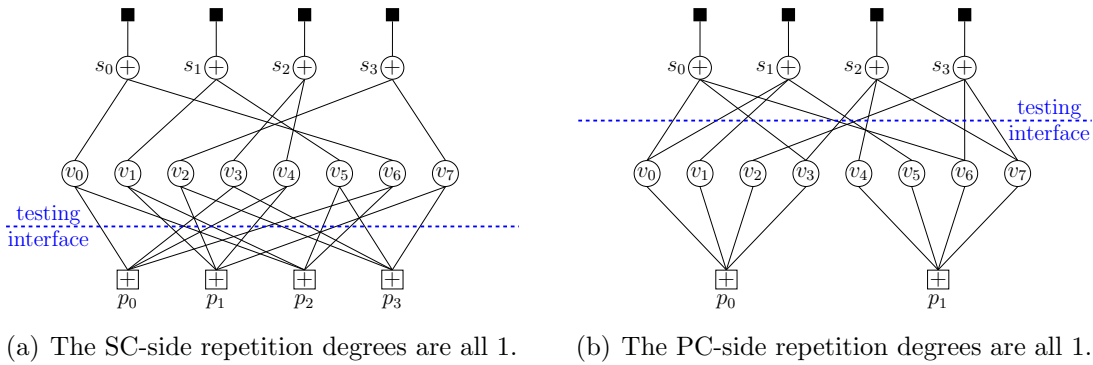 s₀ s₁ s₂ s₃
v₀ v₁ v₂ v₃ v₄ v₅ v₆ v₇
testing
interface
p₀ p₁ p₂ p₃
(a) The SC-side repetition degrees are all 1.
s₀ s₁ s₂ s₃
testing
interface
v₀ v₁ v₂ v₃ v₄ v₅ v₆ v₇
p₀ p₁
(b) The PC-side repetition degrees are all 1.